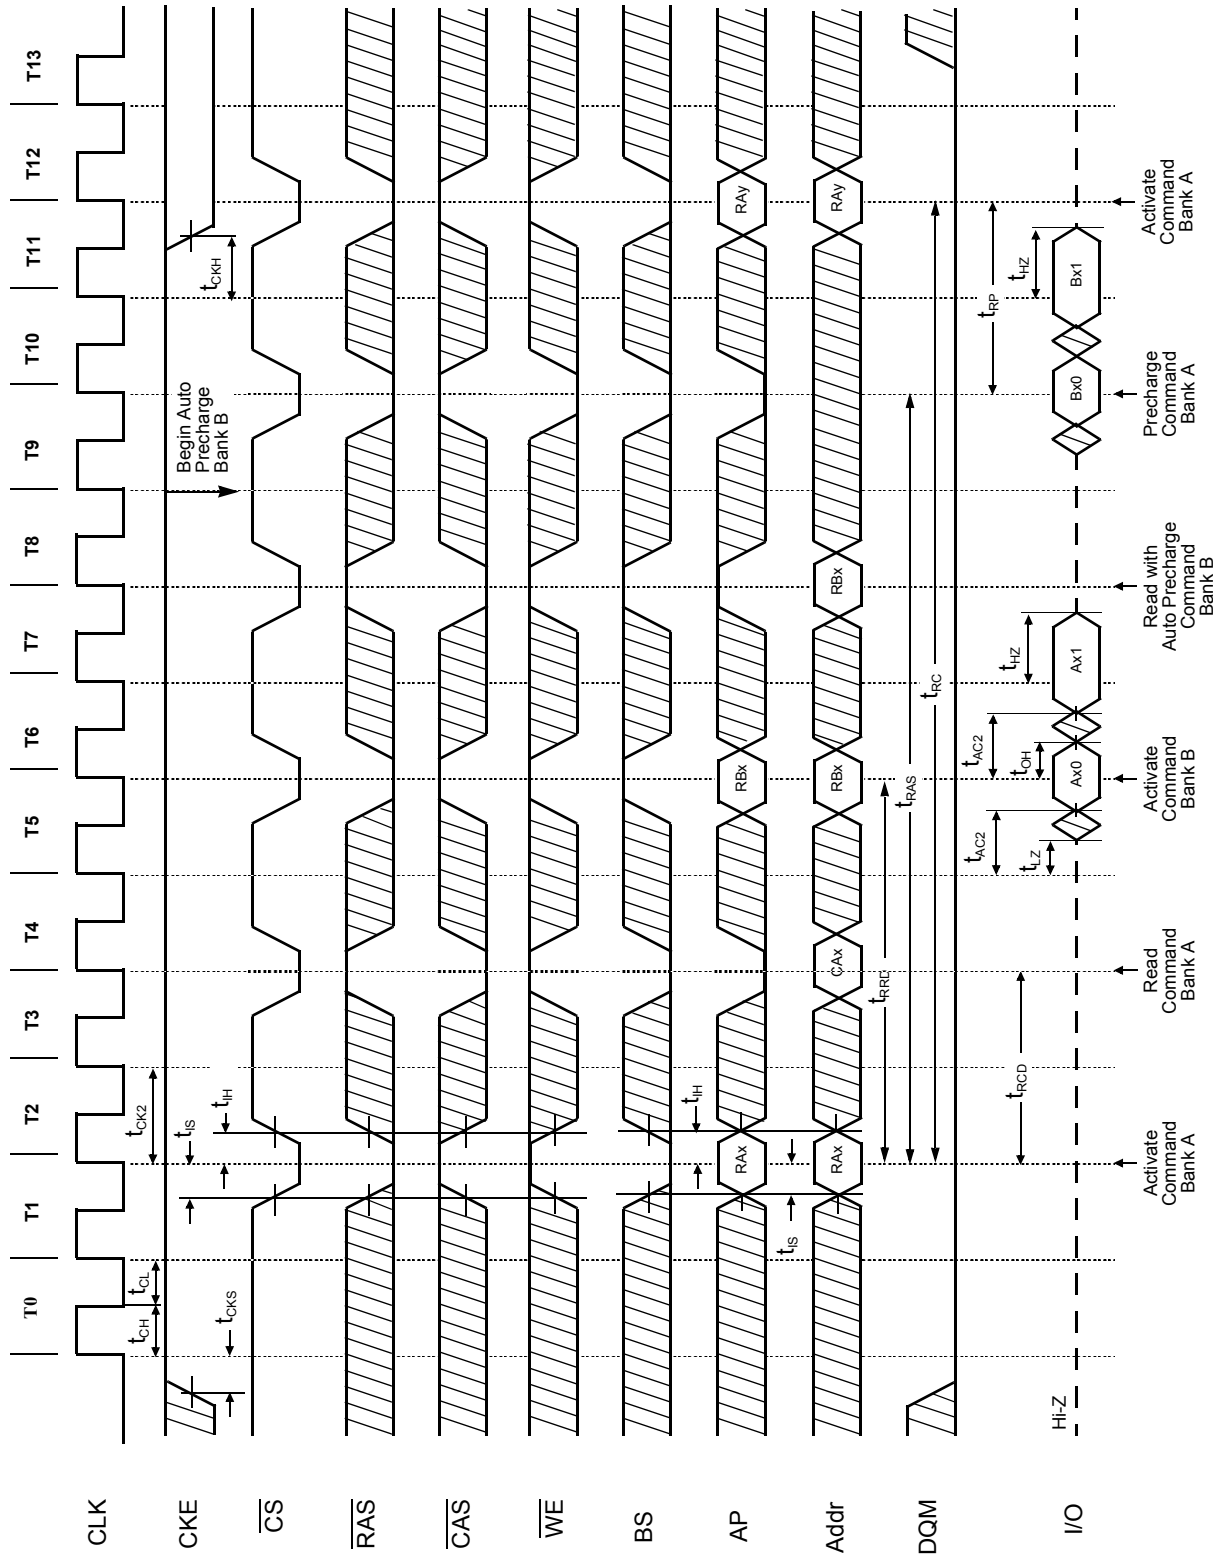 T0
T1
T2
T3
T4
T5
T6
T7
T8
T9
T10
T11
T12
T13
CLK
tCH
tCL
tCK2
CKE
tCKS
tIS
tIH
Begin Auto
Precharge
Bank B
tCKH
CS
RAS
CAS
WE
BS
tIH
AP
RAx
RBx
RAy
tIS
Addr
RAx
CAx
RBx
RBx
RAy
tRRD
tRAS
tRC
DQM
tRCD
tAC2
tAC2
tRP
tLZ
tOH
tHZ
tHZ
I/O
Hi-Z
Ax0
Ax1
Bx0
Bx1
Activate
Command
Bank A
Read
Command
Bank A
Activate
Command
Bank B
Read with
Auto Precharge
Command
Bank B
Precharge
Command
Bank A
Activate
Command
Bank A